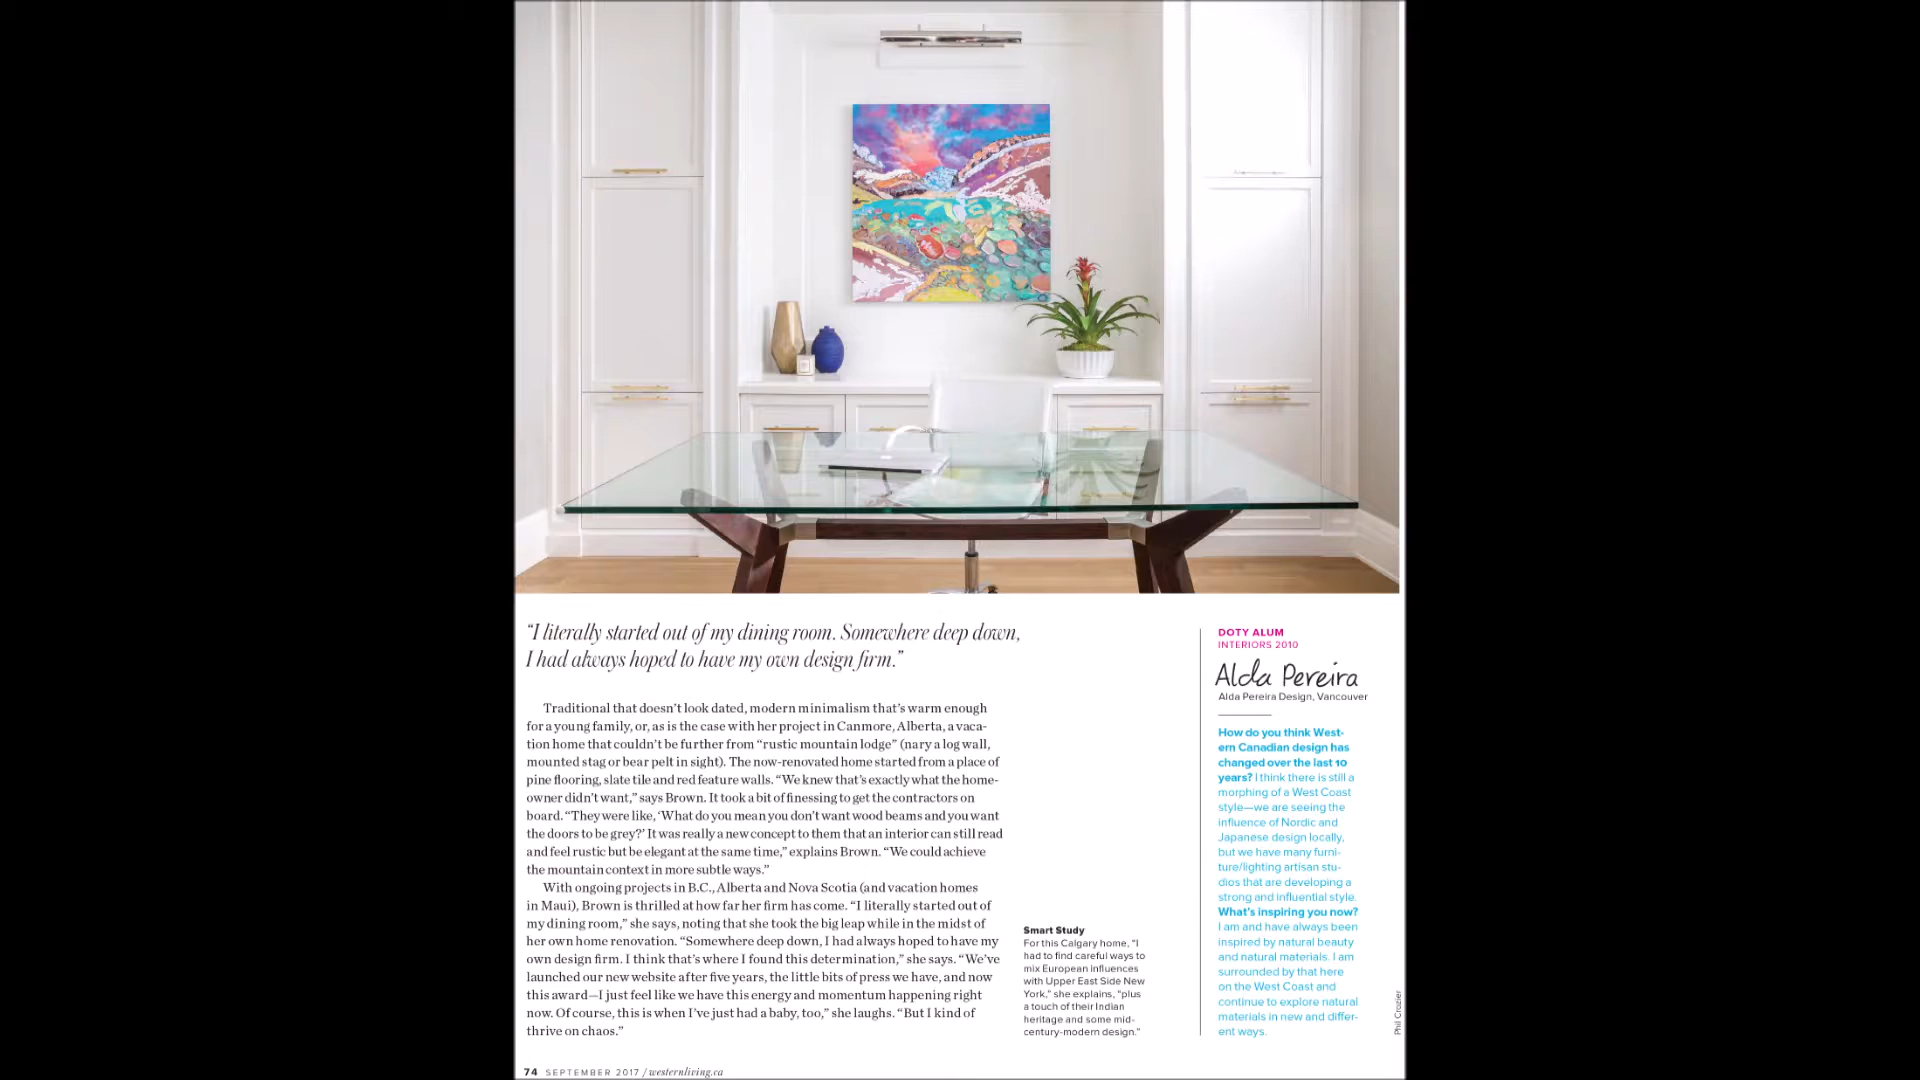 “I literally started out of my dining room. Somewhere deep down,
I had always hoped to have my own design firm.”
Traditional that doesn’t look dated, modern minimalism that’s warm enough
for a young family, or, as is the case with her project in Canmore, Alberta, a vaca-
tion home that couldn’t be further from “rustic mountain lodge” (nary a log wall,
mounted stag or bear pelt in sight). The now-renovated home started from a place of
pine flooring, slate tile and red feature walls. “We knew that’s exactly what the home-
owner didn’t want,” says Brown. It took a bit of finessing to get the contractors on
board. “They were like, ‘What do you mean you don’t want wood beams and you want
the doors to be grey?’ It was really a new concept to them that an interior can still read
and feel rustic but be elegant at the same time,” explains Brown. “We could achieve
the mountain context in more subtle ways.”
With ongoing projects in B.C., Alberta and Nova Scotia (and vacation homes
in Maui), Brown is thrilled at how far her firm has come. “I literally started out of
my dining room,” she says, noting that she took the big leap while in the midst of
her own home renovation. “Somewhere deep down, I had always hoped to have my
own design firm. I think that’s where I found this determination,” she says. “We’ve
launched our new website after five years, the little bits of press we have, and now
this award—I just feel like we have this energy and momentum happening right
now. Of course, this is when I’ve just had a baby, too,” she laughs. “But I kind of
thrive on chaos.”
Smart Study
For this Calgary home, “I
had to find careful ways to
mix European influences
with Upper East Side New
York,” she explains, “plus
a touch of their Indian
heritage and some mid-
century-modern design.”
DOTY ALUM
INTERIORS 2010
Alda Pereira
Alda Pereira Design, Vancouver
How do you think West-
ern Canadian design has
changed over the last 10
years? I think there is still a
morphing of a West Coast
style—we are seeing the
influence of Nordic and
Japanese design locally,
but we have many furni-
ture/lighting artisan stu-
dios that are developing a
strong and influential style.
What’s inspiring you now?
I am and have always been
inspired by natural beauty
and natural materials. I am
surrounded by that here
on the West Coast and
continue to explore natural
materials in new and differ-
ent ways.
Phil Crozier
74 SEPTEMBER 2017 / westernliving.ca